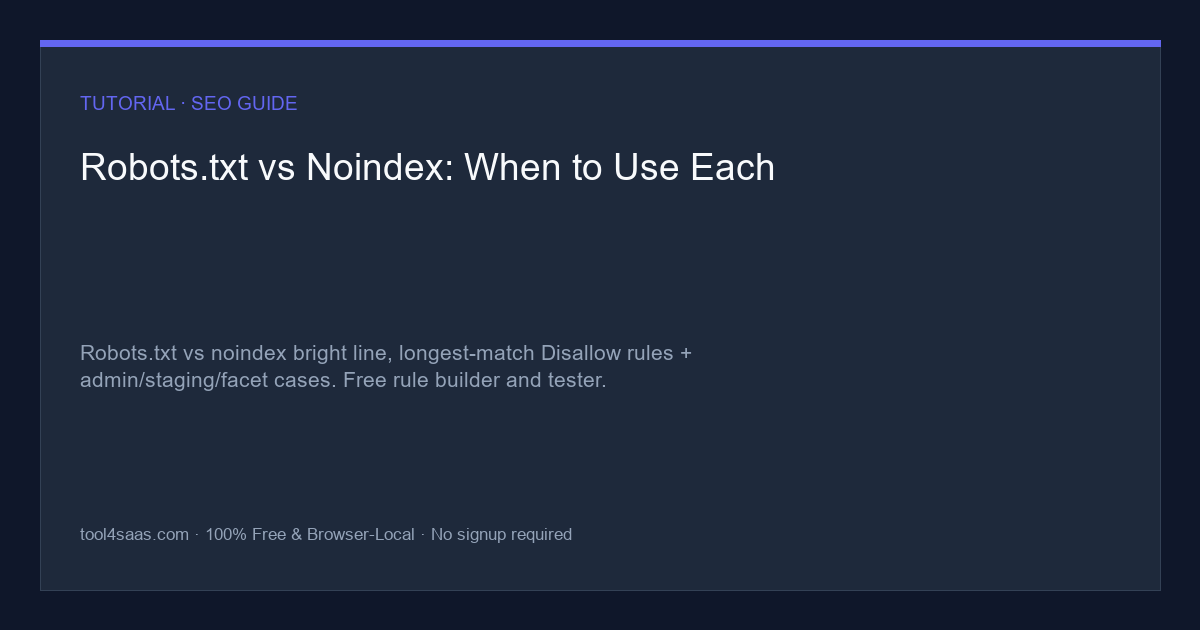 TUTORIAL · SEO GUIDE
Robots.txt vs Noindex: When to Use Each
Robots.txt vs noindex bright line, longest-match Disallow rules +
admin/staging/facet cases. Free rule builder and tester.
tool4saas.com · 100% Free & Browser-Local · No signup required